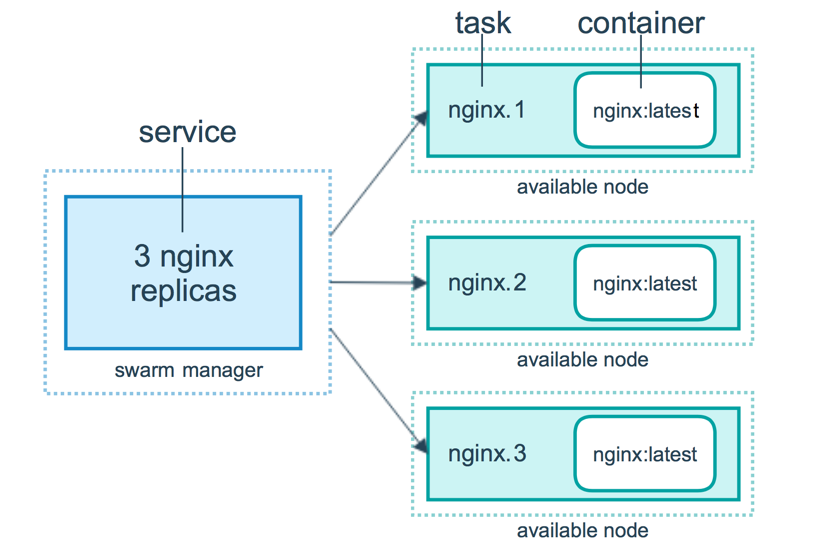 task
container
nginx.1
nginx:latest
available node
service
3 nginx
replicas
swarm manager
nginx.2
nginx:latest
available node
nginx.3
nginx:latest
available node